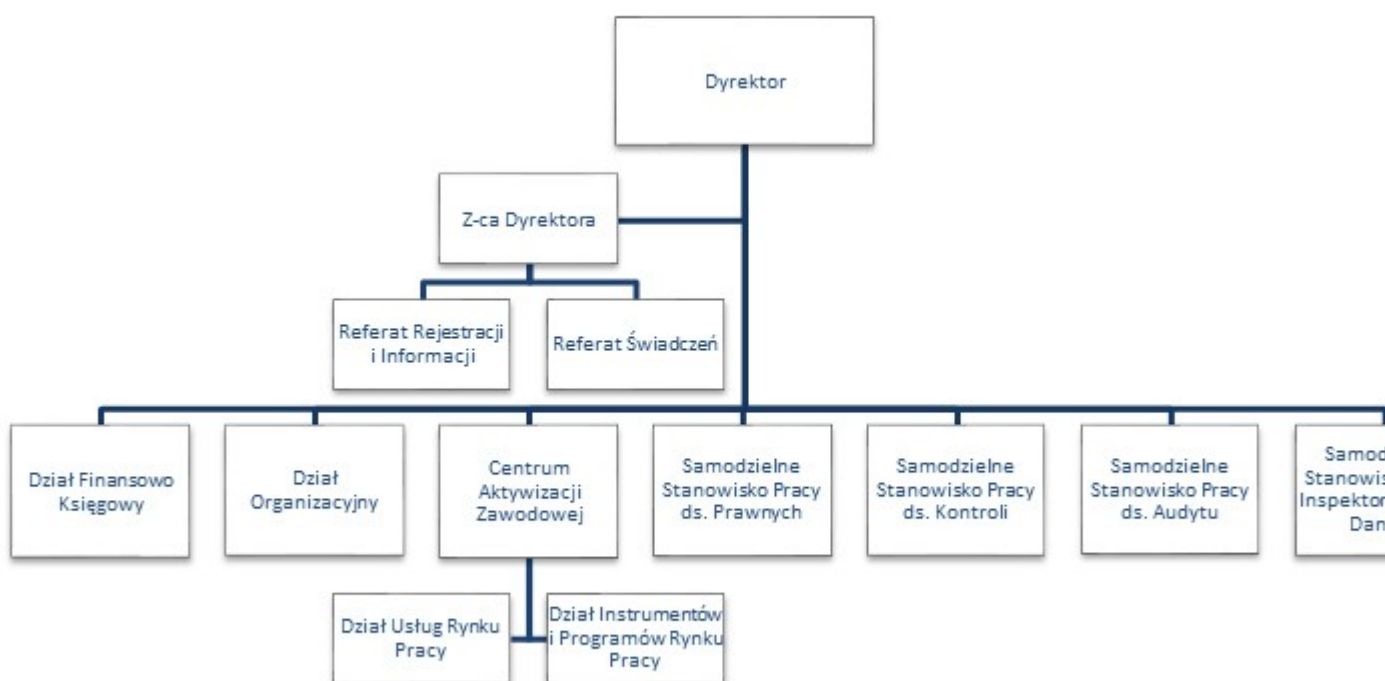 Dyrektor
Z-ca Dyrektora
Referat Rejestracji
i Informacji
Referat Świadczeń
Dział Finansowo
Księgowy
Dział
Organizacyjny
Centrum
Aktywizacji
Zawodowej
Samodzielne
Stanowisko Pracy
ds. Prawnych
Samodzielne
Stanowisko Pracy
ds. Kontroli
Samodzielne
Stanowisko Pracy
ds. Audytu
Inspektor
Dział Usług Rynku
Pracy
Dział Instrumentów
i Programów Rynku
Pracy